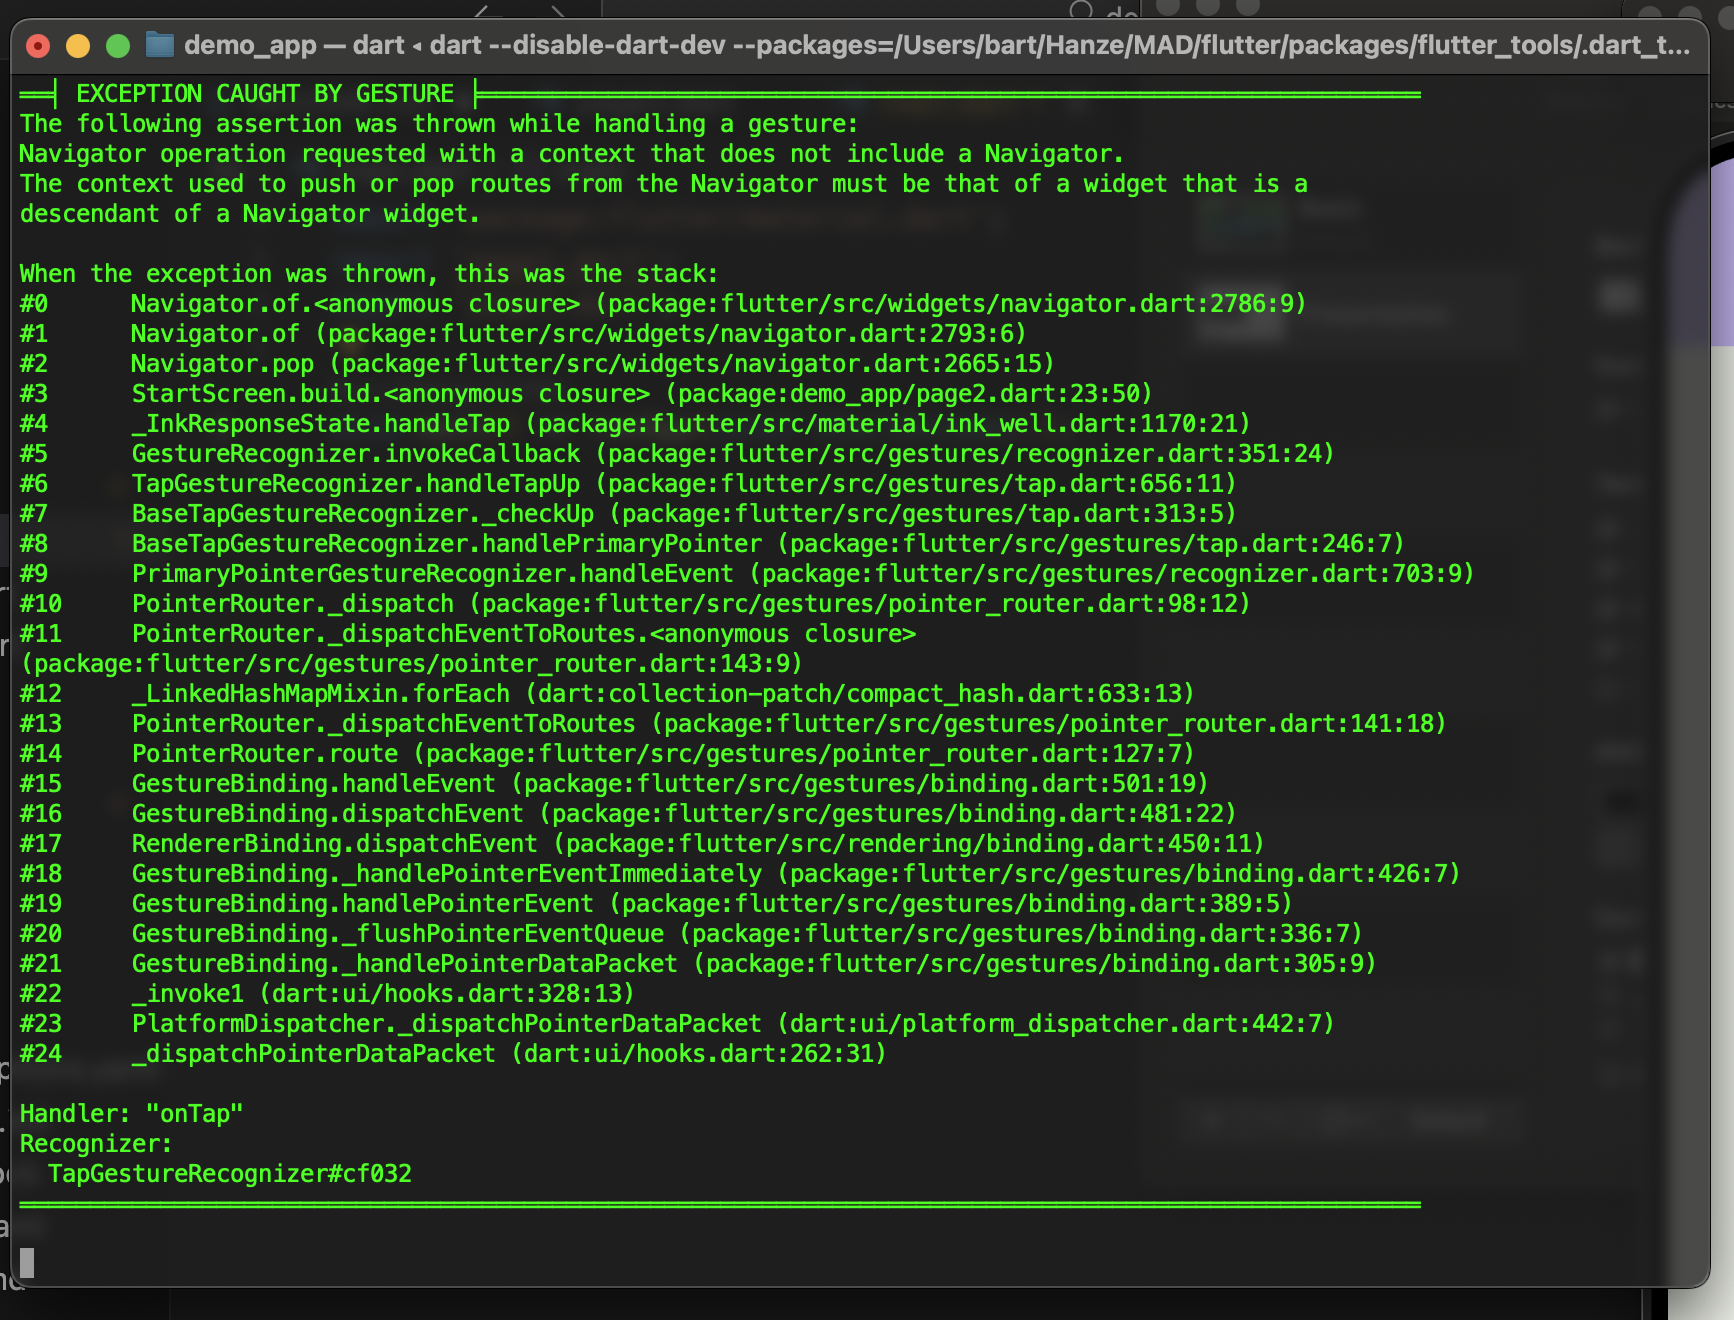 demo_app — dart ◂ dart --disable-dart-dev --packages=/Users/bart/Hanze/MAD/flutter/packages/flutter_tools/.dart_t...
══╡ EXCEPTION CAUGHT BY GESTURE ╞═══════════════════════════════════════════════════════════════════
The following assertion was thrown while handling a gesture:
Navigator operation requested with a context that does not include a Navigator.
The context used to push or pop routes from the Navigator must be that of a widget that is a
descendant of a Navigator widget.
When the exception was thrown, this was the stack:
#0      Navigator.of.<anonymous closure> (package:flutter/src/widgets/navigator.dart:2786:9)
#1      Navigator.of (package:flutter/src/widgets/navigator.dart:2793:6)
#2      Navigator.pop (package:flutter/src/widgets/navigator.dart:2665:15)
#3      StartScreen.build.<anonymous closure> (package:demo_app/page2.dart:23:50)
#4      _InkResponseState.handleTap (package:flutter/src/material/ink_well.dart:1170:21)
#5      GestureRecognizer.invokeCallback (package:flutter/src/gestures/recognizer.dart:351:24)
#6      TapGestureRecognizer.handleTapUp (package:flutter/src/gestures/tap.dart:656:11)
#7      BaseTapGestureRecognizer._checkUp (package:flutter/src/gestures/tap.dart:313:5)
#8      BaseTapGestureRecognizer.handlePrimaryPointer (package:flutter/src/gestures/tap.dart:246:7)
#9      PrimaryPointerGestureRecognizer.handleEvent (package:flutter/src/gestures/recognizer.dart:703:9)
#10     PointerRouter._dispatch (package:flutter/src/gestures/pointer_router.dart:98:12)
#11     PointerRouter._dispatchEventToRoutes.<anonymous closure>
(package:flutter/src/gestures/pointer_router.dart:143:9)
#12     _LinkedHashMapMixin.forEach (dart:collection-patch/compact_hash.dart:633:13)
#13     PointerRouter._dispatchEventToRoutes (package:flutter/src/gestures/pointer_router.dart:141:18)
#14     PointerRouter.route (package:flutter/src/gestures/pointer_router.dart:127:7)
#15     GestureBinding.handleEvent (package:flutter/src/gestures/binding.dart:501:19)
#16     GestureBinding.dispatchEvent (package:flutter/src/gestures/binding.dart:481:22)
#17     RendererBinding.dispatchEvent (package:flutter/src/rendering/binding.dart:450:11)
#18     GestureBinding._handlePointerEventImmediately (package:flutter/src/gestures/binding.dart:426:7)
#19     GestureBinding.handlePointerEvent (package:flutter/src/gestures/binding.dart:389:5)
#20     GestureBinding._flushPointerEventQueue (package:flutter/src/gestures/binding.dart:336:7)
#21     GestureBinding._handlePointerDataPacket (package:flutter/src/gestures/binding.dart:305:9)
#22     _invoke1 (dart:ui/hooks.dart:328:13)
#23     PlatformDispatcher._dispatchPointerDataPacket (dart:ui/platform_dispatcher.dart:442:7)
#24     _dispatchPointerDataPacket (dart:ui/hooks.dart:262:31)
Handler: "onTap"
Recognizer:
  TapGestureRecognizer#cf032